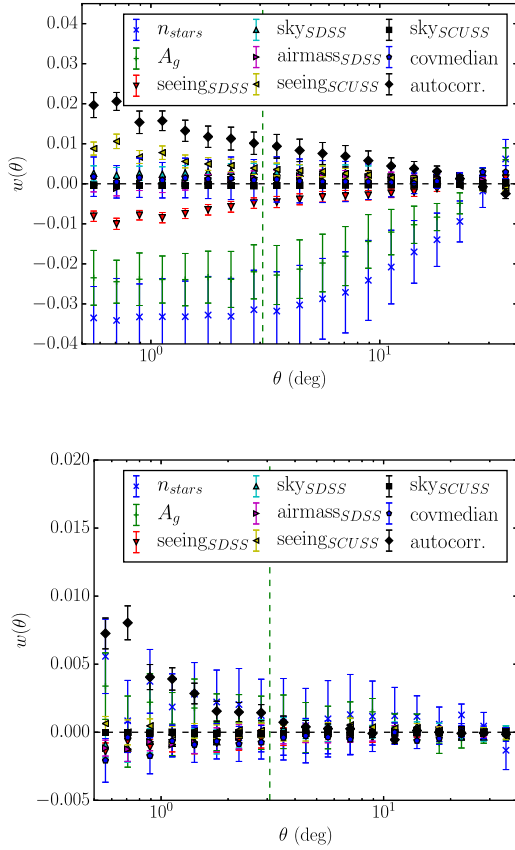 n_stars sky_SDSS sky_SCUSS
A_g airmass_SDSS covmedian
seeing_SDSS seeing_SCUSS autocorr.
0.04
0.03
0.02
0.01
0.00
−0.01
−0.02
−0.03
−0.04
w(θ)
10^0 10^1
θ (deg)
n_stars sky_SDSS sky_SCUSS
A_g airmass_SDSS covmedian
seeing_SDSS seeing_SCUSS autocorr.
0.020
0.015
0.010
0.005
0.000
−0.005
w(θ)
10^0 10^1
θ (deg)